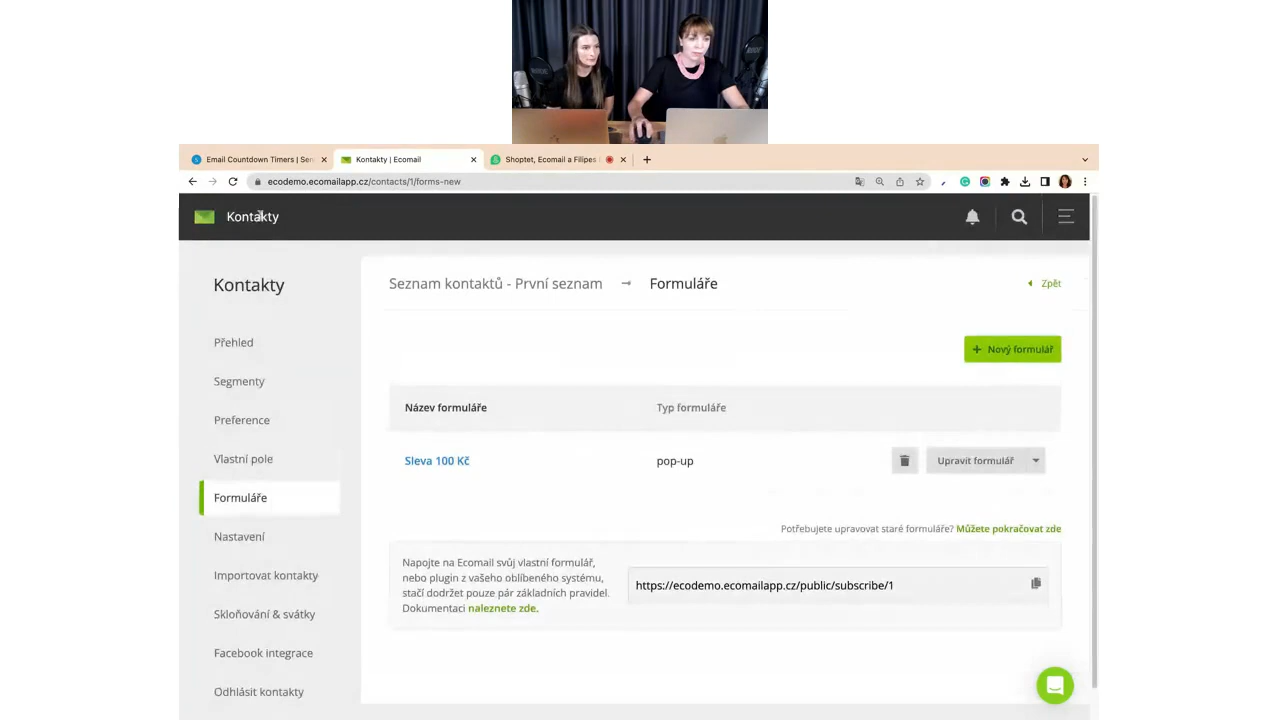 Email Countdown Timers | Sen
Kontakty | Ecomail
Shoptet, Ecomail a Filipes
ecodemo.ecomailapp.cz/contacts/1/forms-new
Kontakty
Kontakty
Přehled
Segmenty
Preference
Vlastní pole
Formuláře
Nastavení
Importovat kontakty
Skloňování & svátky
Facebook integrace
Odhlásit kontakty
Seznam kontaktů - První seznam → Formuláře
Zpět
+ Nový formulář
Název formuláře Typ formuláře
Sleva 100 Kč pop-up Upravit formulář
Potřebujete upravovat staré formuláře? Můžete pokračovat zde
Napojte na Ecomail svůj vlastní formulář,
nebo plugin z vašeho oblíbeného systému,
stačí dodržet pouze pár základních pravidel.
Dokumentaci naleznete zde.
https://ecodemo.ecomailapp.cz/public/subscribe/1